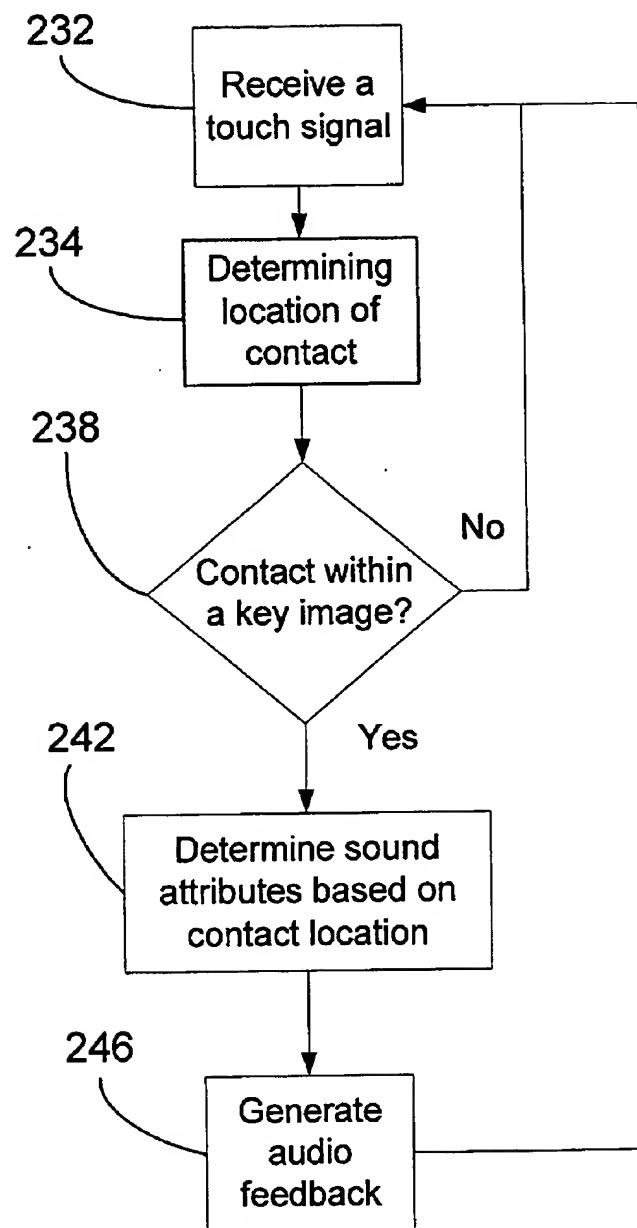 232
Receive a
touch signal
234
Determining
location of
contact
238
No
Contact within
a key image?
Yes
242
Determine sound
attributes based on
contact location
246
Generate
audio
feedback